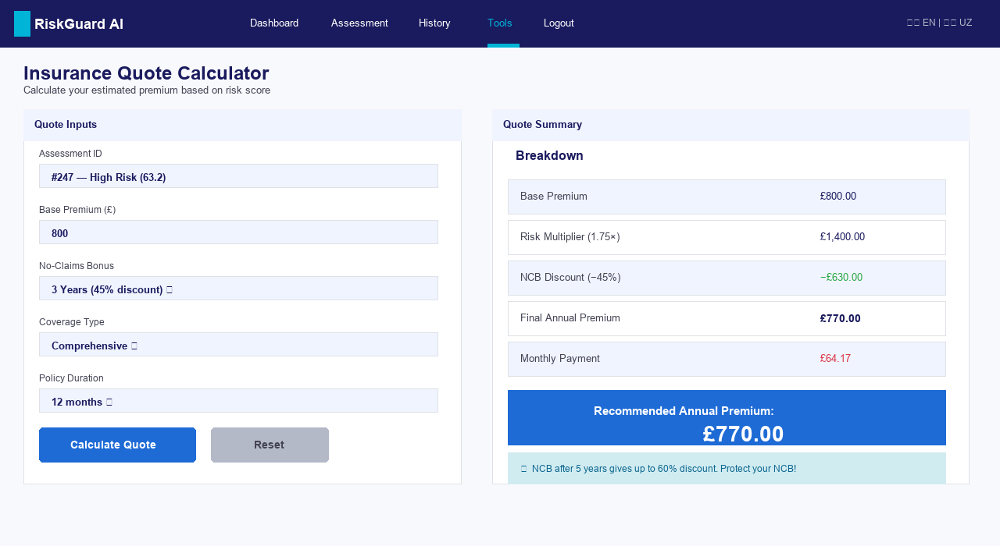 RiskGuard AI
Dashboard Assessment History Tools Logout
EN | UZ
Insurance Quote Calculator
Calculate your estimated premium based on risk score
Quote Inputs
Assessment ID
#247 — High Risk (63.2)
Base Premium (£)
800
No-Claims Bonus
3 Years (45% discount)
Coverage Type
Comprehensive
Policy Duration
12 months
Calculate Quote Reset
Quote Summary
Breakdown
Base Premium £800.00
Risk Multiplier (1.75×) £1,400.00
NCB Discount (−45%) −£630.00
Final Annual Premium £770.00
Monthly Payment £64.17
Recommended Annual Premium:
£770.00
NCB after 5 years gives up to 60% discount. Protect your NCB!